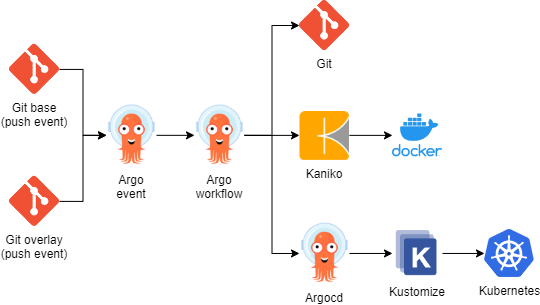 Git
Git base
(push event)
Argo
event
Argo
workflow
Kaniko
docker
Git overlay
(push event)
Argocd
K
Kustomize
Kubernetes